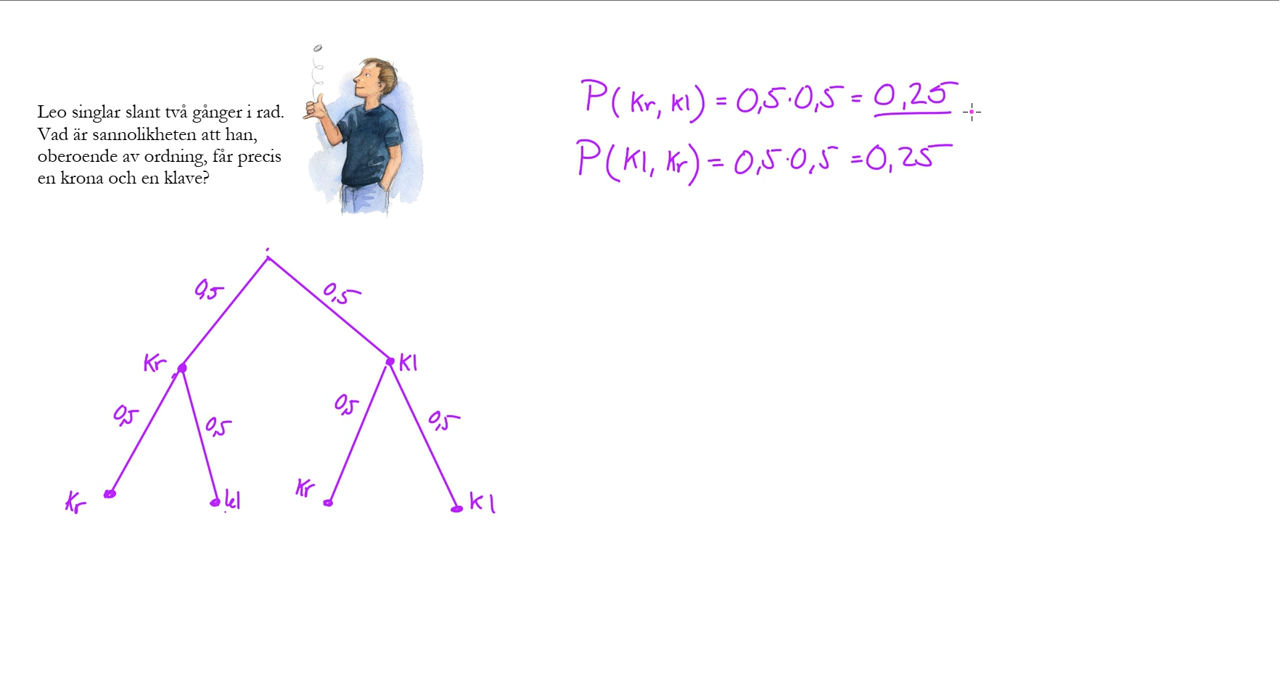 Leo singlar slant två gånger i rad.
Vad är sannolikheten att han,
oberoende av ordning, får precis
en krona och en klave?
P(Kr, Kl) = 0,5·0,5 = 0,25
P(Kl, Kr) = 0,5·0,5 = 0,25
0,5 0,5
Kr Kl
0,5 0,5 0,5 0,5
Kr Kl Kr Kl